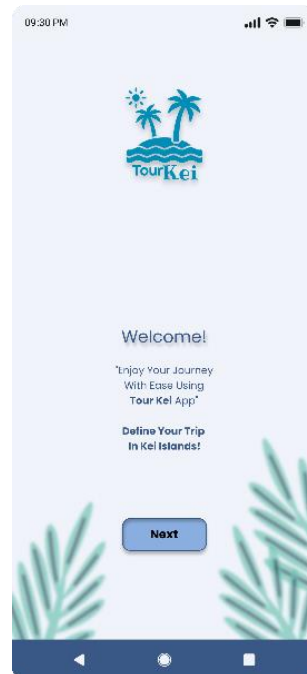 09:30 PM
TourKei
Welcome!
"Enjoy Your Journey
With Ease Using
Tour Kei App"
Define Your Trip
In Kei Islands!
Next